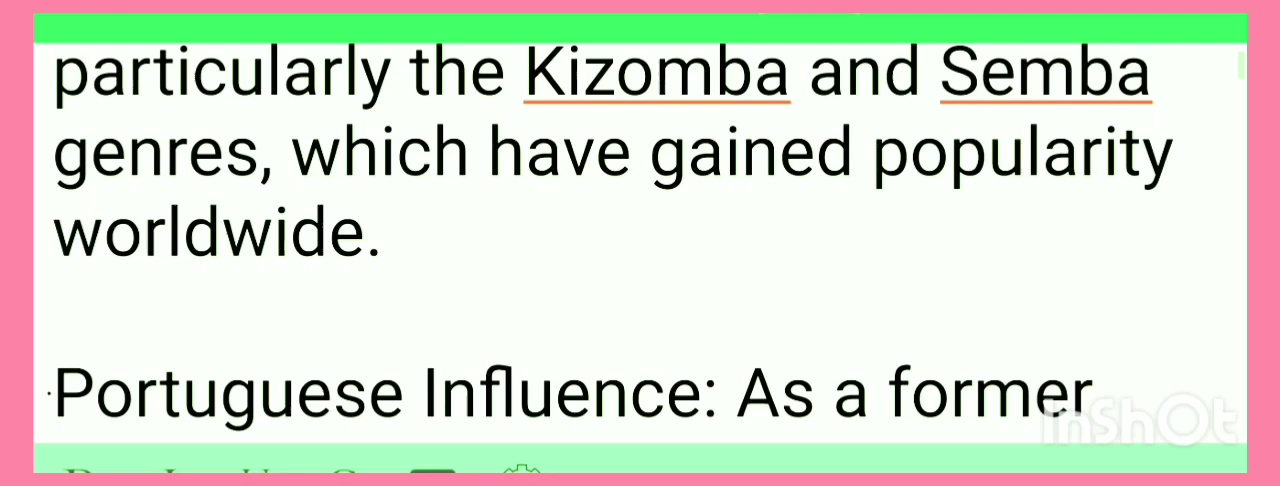 particularly the Kizomba and Semba
genres, which have gained popularity
worldwide.
Portuguese Influence: As a former
InShOt